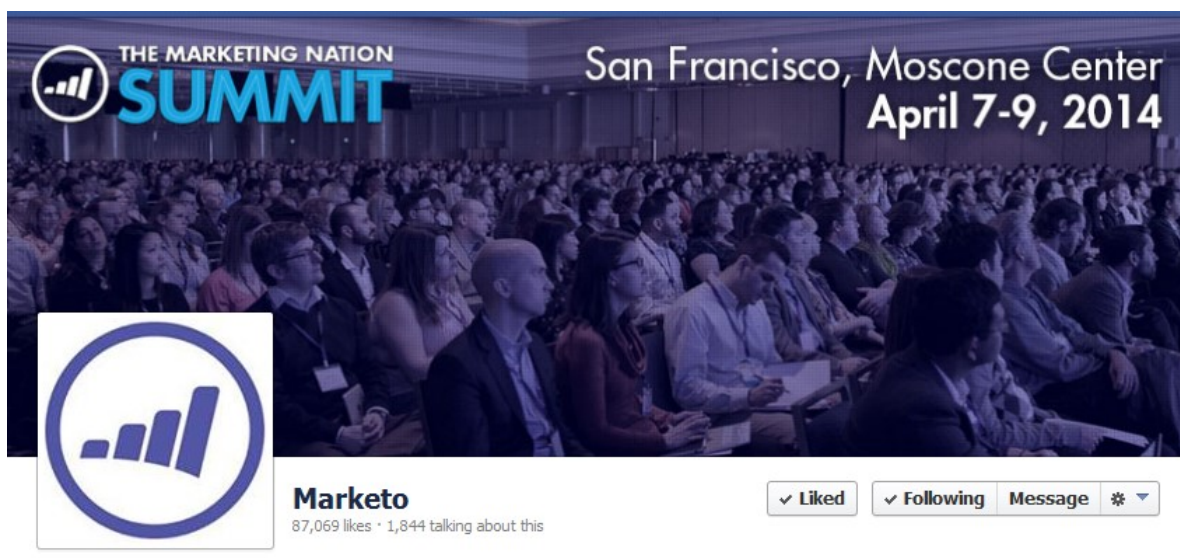 THE MARKETING NATION
SUMMIT
San Francisco, Moscone Center
April 7-9, 2014
Marketo
87,069 likes · 1,844 talking about this
Liked
Following
Message